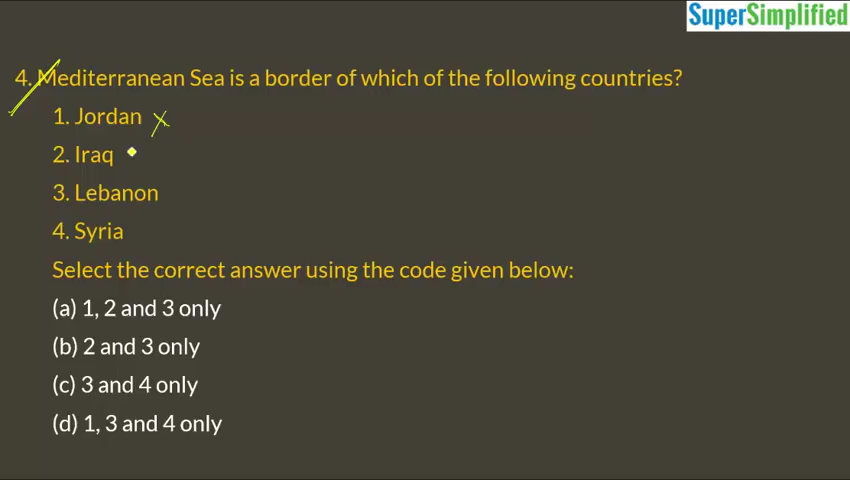 SuperSimplified
4. Mediterranean Sea is a border of which of the following countries?
1. Jordan
2. Iraq
3. Lebanon
4. Syria
Select the correct answer using the code given below:
(a) 1, 2 and 3 only
(b) 2 and 3 only
(c) 3 and 4 only
(d) 1, 3 and 4 only